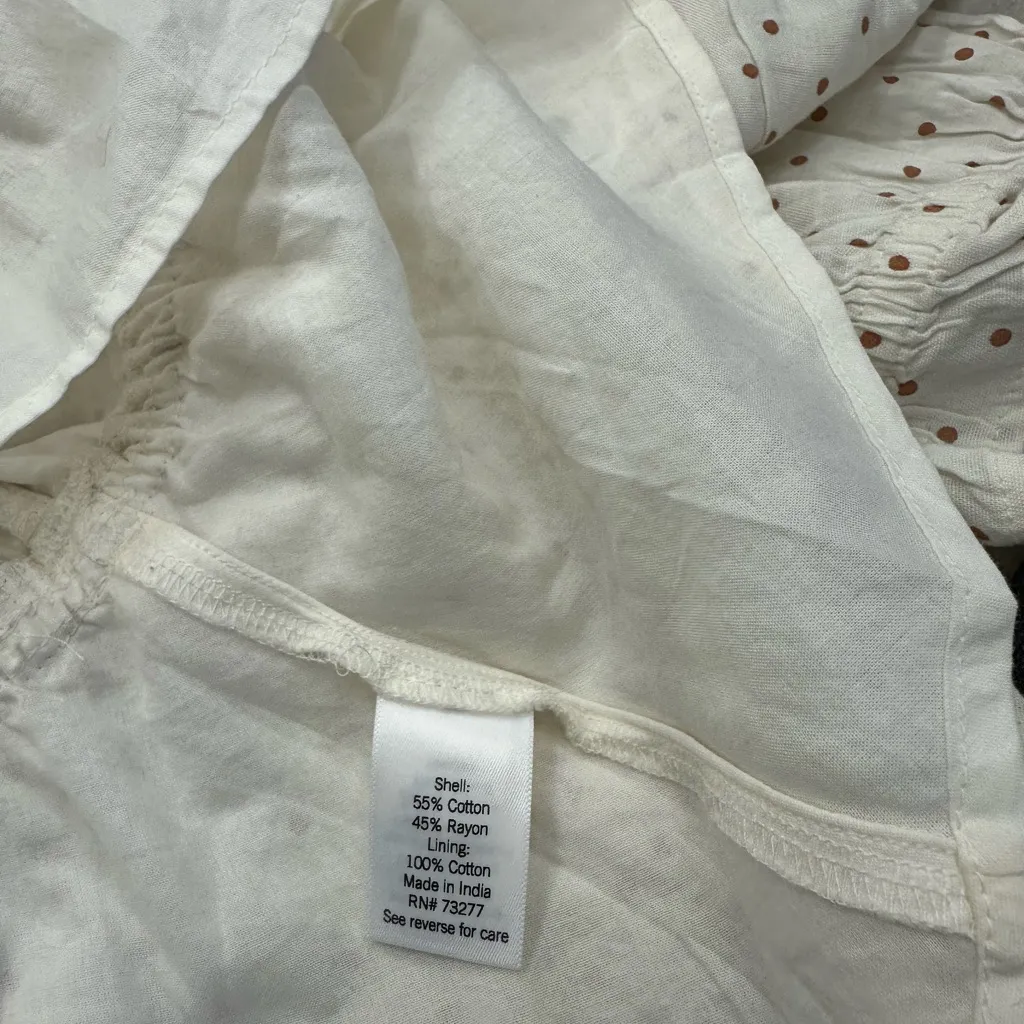 Shell:
55% Cotton
45% Rayon
Lining:
100% Cotton
Made in India
RN# 73277
See reverse for care